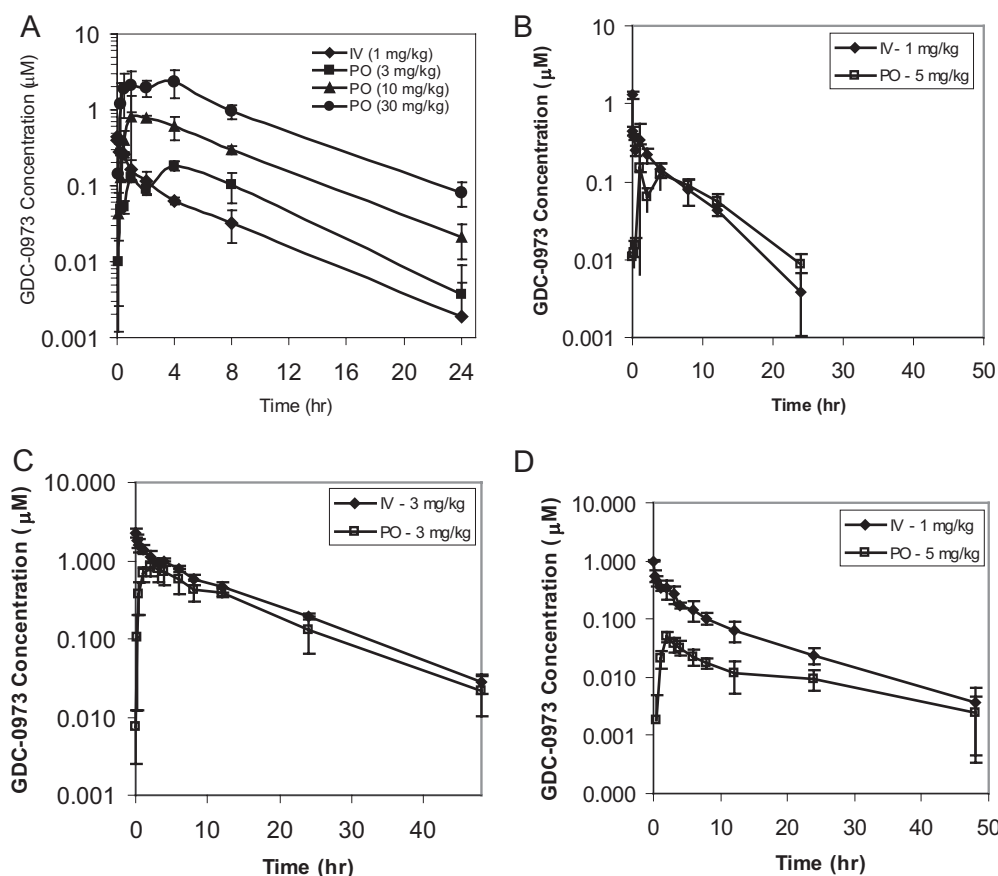 A
GDC-0973 Concentration (µM)
10
1
0.1
0.01
0.001
0 4 8 12 16 20 24
Time (hr)
IV (1 mg/kg)
PO (3 mg/kg)
PO (10 mg/kg)
PO (30 mg/kg)
B
GDC-0973 Concentration (µM)
10
1
0.1
0.01
0.001
0 10 20 30 40 50
Time (hr)
IV - 1 mg/kg
PO - 5 mg/kg
C
GDC-0973 Concentration (µM)
10.000
1.000
0.100
0.010
0.001
0 10 20 30 40
Time (hr)
IV - 3 mg/kg
PO - 3 mg/kg
D
GDC-0973 Concentration (µM)
10.000
1.000
0.100
0.010
0.001
0.000
0 10 20 30 40 50
Time (hr)
IV - 1 mg/kg
PO - 5 mg/kg